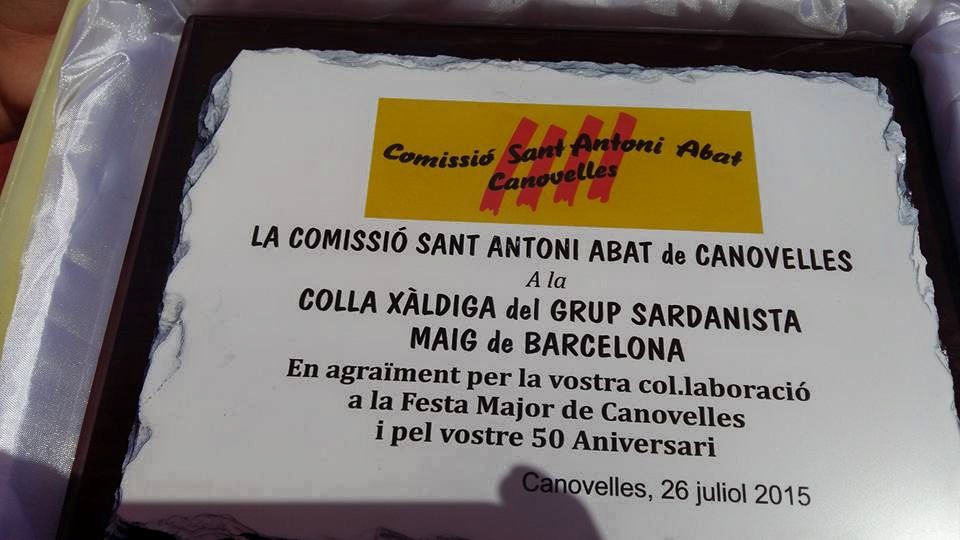 Comissió Sant Antoni Abat
Canovelles
LA COMISSIÓ SANT ANTONI ABAT de CANOVELLES
A la
COLLA XÀLDIGA del GRUP SARDANISTA
MAIG de BARCELONA
En agraïment per la vostra col.laboració
a la Festa Major de Canovelles
i pel vostre 50 Aniversari
Canovelles, 26 juliol 2015